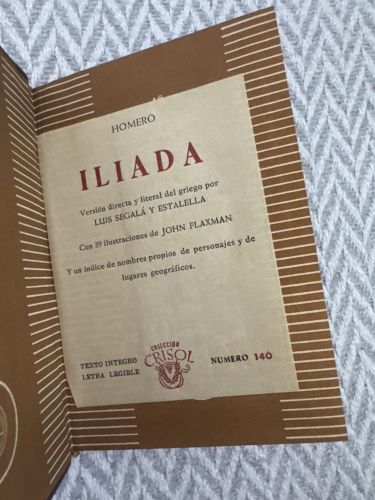 HOMERO
ILIADA
Versión directa y literal del griego por
LUIS SEGALÁ Y ESTALELLA
Con 39 ilustraciones de JOHN FLAXMAN
Y un índice de nombres propios de personajes y de
lugares geográficos.
TEXTO INTEGRO
LETRA LEGIBLE
COLECCION
CRISOL
NUMERO 140